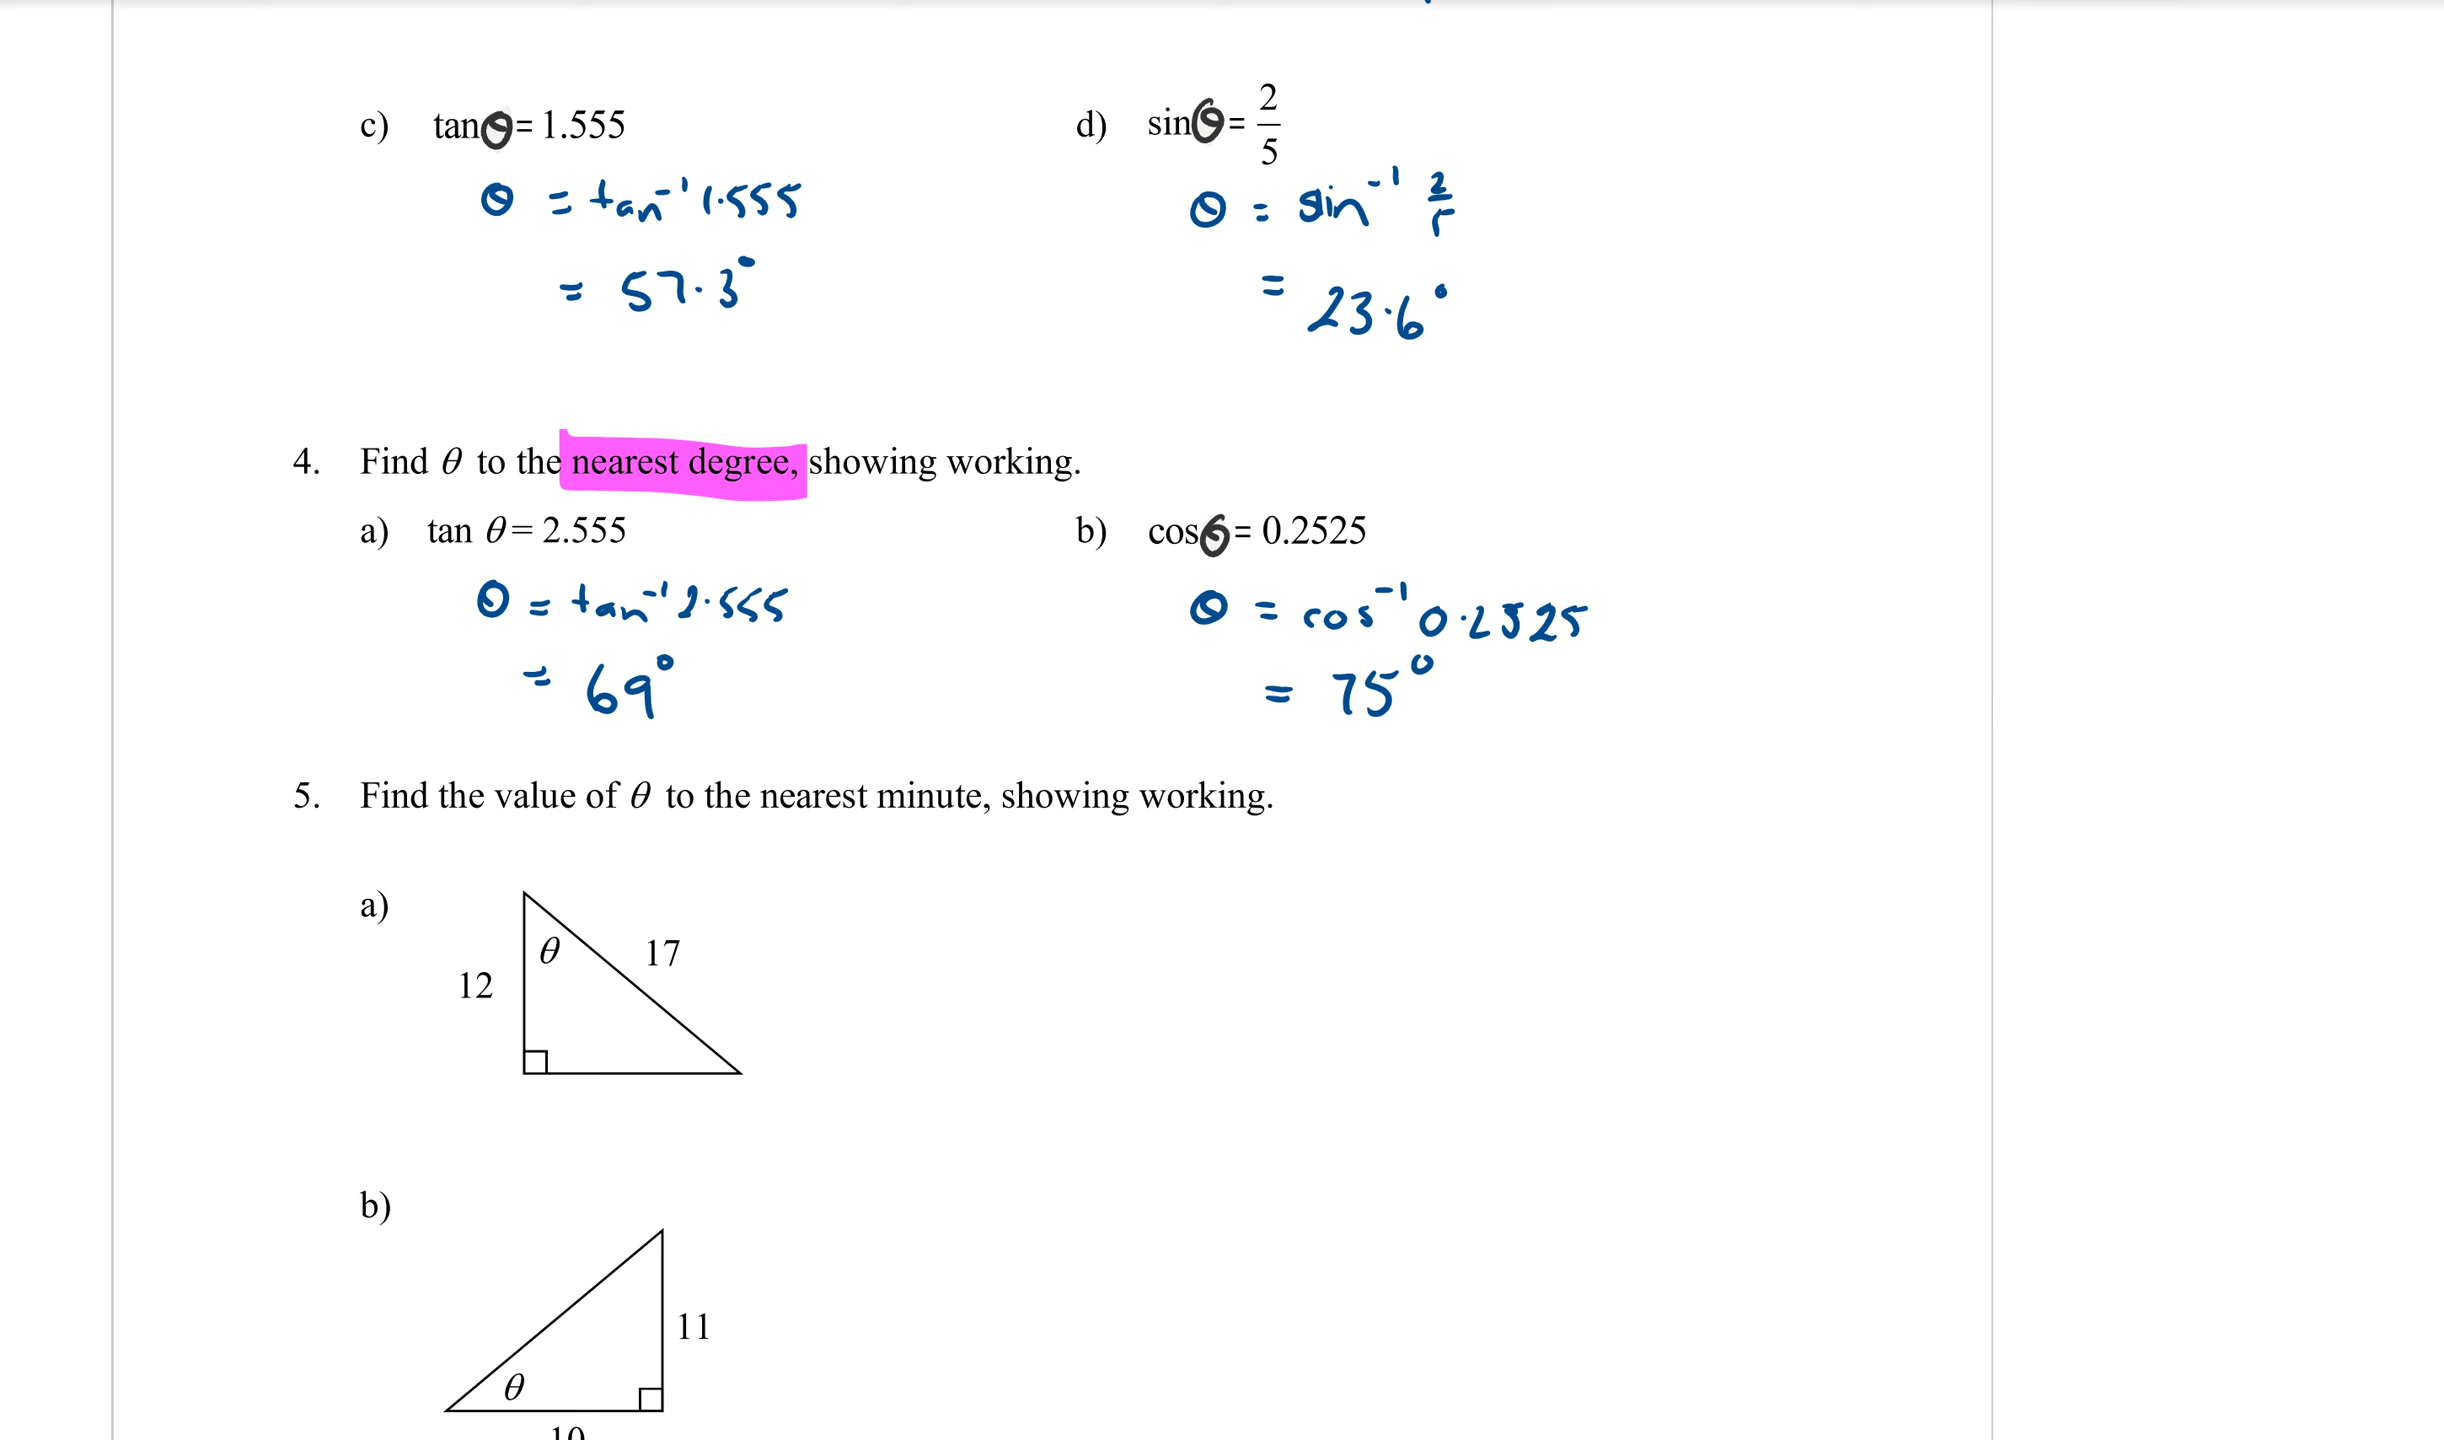 c) tanθ = 1.555
d) sinθ = 2/5
θ = tan⁻¹ 1.555
= 57.3°
θ = sin⁻¹ 2/5
= 23.6°
4. Find θ to the nearest degree, showing working.
a) tan θ = 2.555
b) cosθ = 0.2525
θ = tan⁻¹ 2.555
= 69°
θ = cos⁻¹ 0.2525
= 75°
5. Find the value of θ to the nearest minute, showing working.
a)
θ
17
12
b)
11
θ